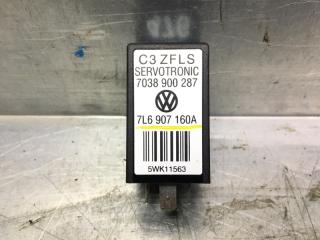 C3 ZFLS
SERVOTRONIC
7038 900 287
7L6 907 160A
5WK11563